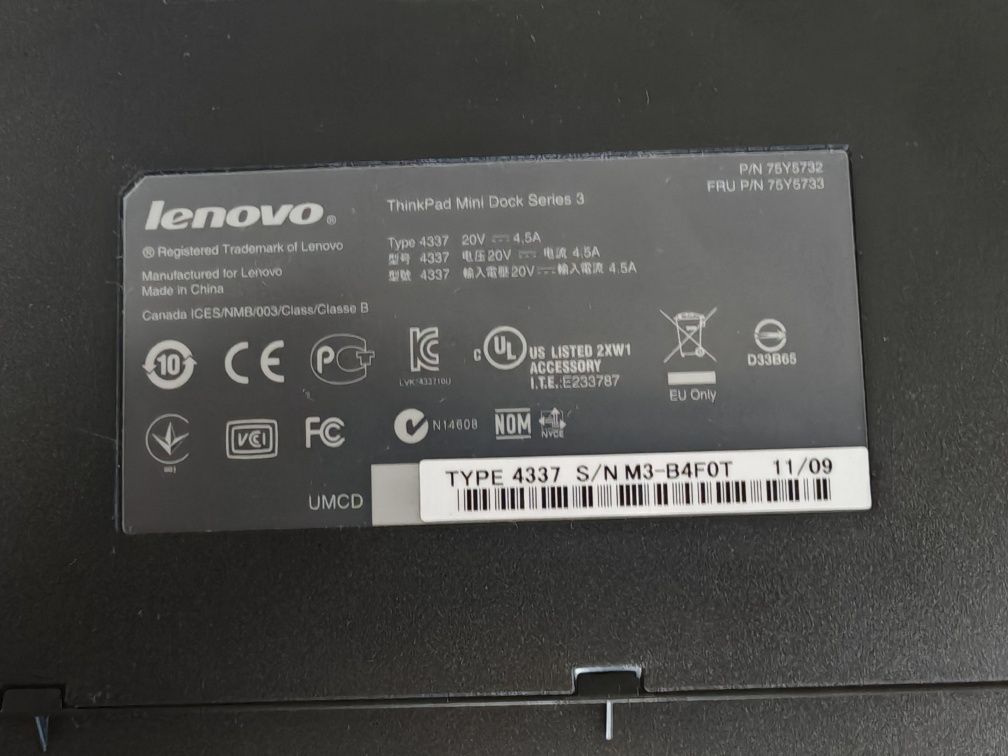 P/N 75Y5732
FRU P/N 75Y5733
lenovo®
ThinkPad Mini Dock Series 3
® Registered Trademark of Lenovo
Manufactured for Lenovo
Made in China
Canada ICES/NMB/003/Class/Classe B
Type 4337 20V ⎓ 4.5A
型号 4337 电压20V ⎓ 电流 4.5A
型號 4337 輸入電壓20V ⎓ 輸入電流 4.5A
10
CE
PCT
C UL US LISTED 2XW1
ACCESSORY
I.T.E.:E233787
EU Only
D33B65
VCI
FC
N14608
NOM
NYCE
UMCD
TYPE 4337 S/N M3-B4F0T 11/09